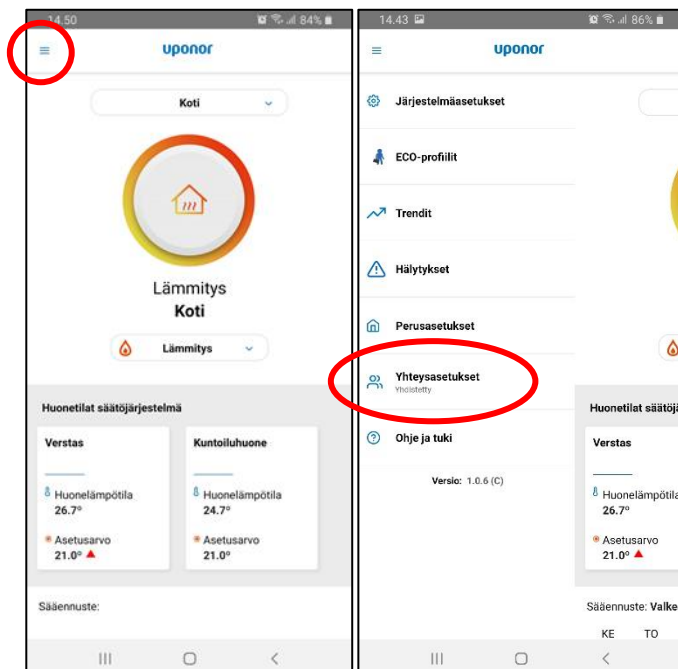 14.50
84%
uponor
Koti
Lämmitys
Koti
Lämmitys
Huonetilat säätöjärjestelmä
Verstas
Huonelämpötila
26.7°
Asetusarvo
21.0°
Kuntoiluhuone
Huonelämpötila
24.7°
Asetusarvo
21.0°
Sääennuste:
14.43
86%
uponor
Järjestelmäasetukset
ECO-profiilit
Trendit
Hälytykset
Perusasetukset
Yhteysasetukset
Yhdistetty
Ohje ja tuki
Versio: 1.0.6 (C)
Huonetilat säätöjä
Verstas
Huonelämpötila
26.7°
Asetusarvo
21.0°
Sääennuste: Valke
KE TO